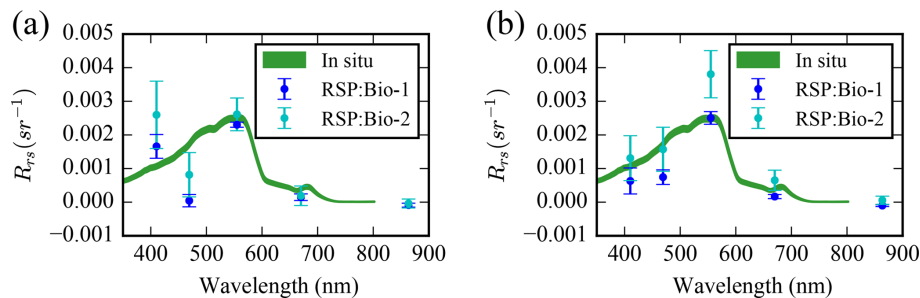 (a)
0.005
0.004
0.003
0.002
0.001
0.000
−0.001
R_rs (sr⁻¹)
In situ
RSP:Bio-1
RSP:Bio-2
400 500 600 700 800 900
Wavelength (nm)
(b)
0.005
0.004
0.003
0.002
0.001
0.000
−0.001
R_rs (sr⁻¹)
In situ
RSP:Bio-1
RSP:Bio-2
400 500 600 700 800 900
Wavelength (nm)